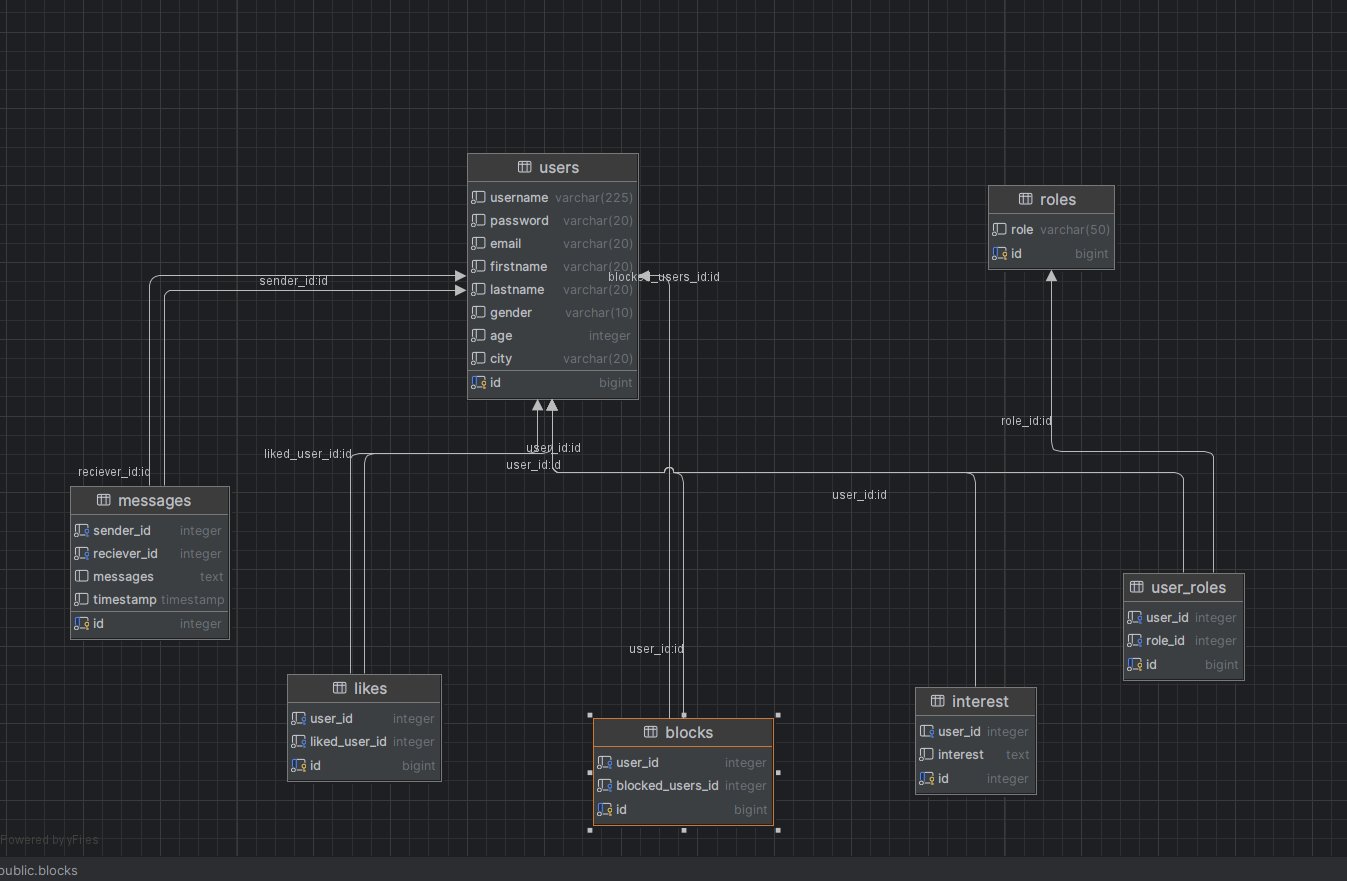 users
username varchar(225)
password varchar(20)
email varchar(20)
firstname varchar(20)
lastname varchar(20)
gender varchar(10)
age integer
city varchar(20)
id bigint
roles
role varchar(50)
id bigint
sender_id:id
blocked_users_id:id
role_id:id
liked_user_id:id
user_id:id
user_id:id
reciever_id:id
user_id:id
messages
sender_id integer
reciever_id integer
messages text
timestamp timestamp
id integer
user_roles
user_id integer
role_id integer
id bigint
user_id:id
likes
user_id integer
liked_user_id integer
id bigint
interest
user_id integer
interest text
id integer
blocks
user_id integer
blocked_users_id integer
id bigint
Powered by yFiles
public.blocks